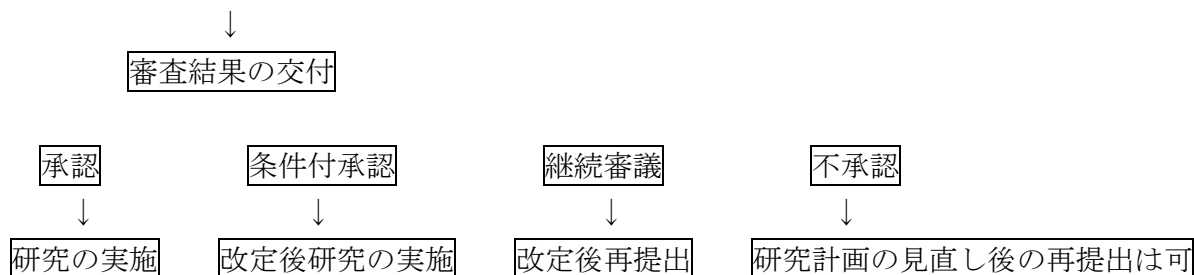 ↓
審査結果の交付
承認 条件付承認 継続審議 不承認
↓ ↓ ↓ ↓
研究の実施 改定後研究の実施 改定後再提出 研究計画の見直し後の再提出は可